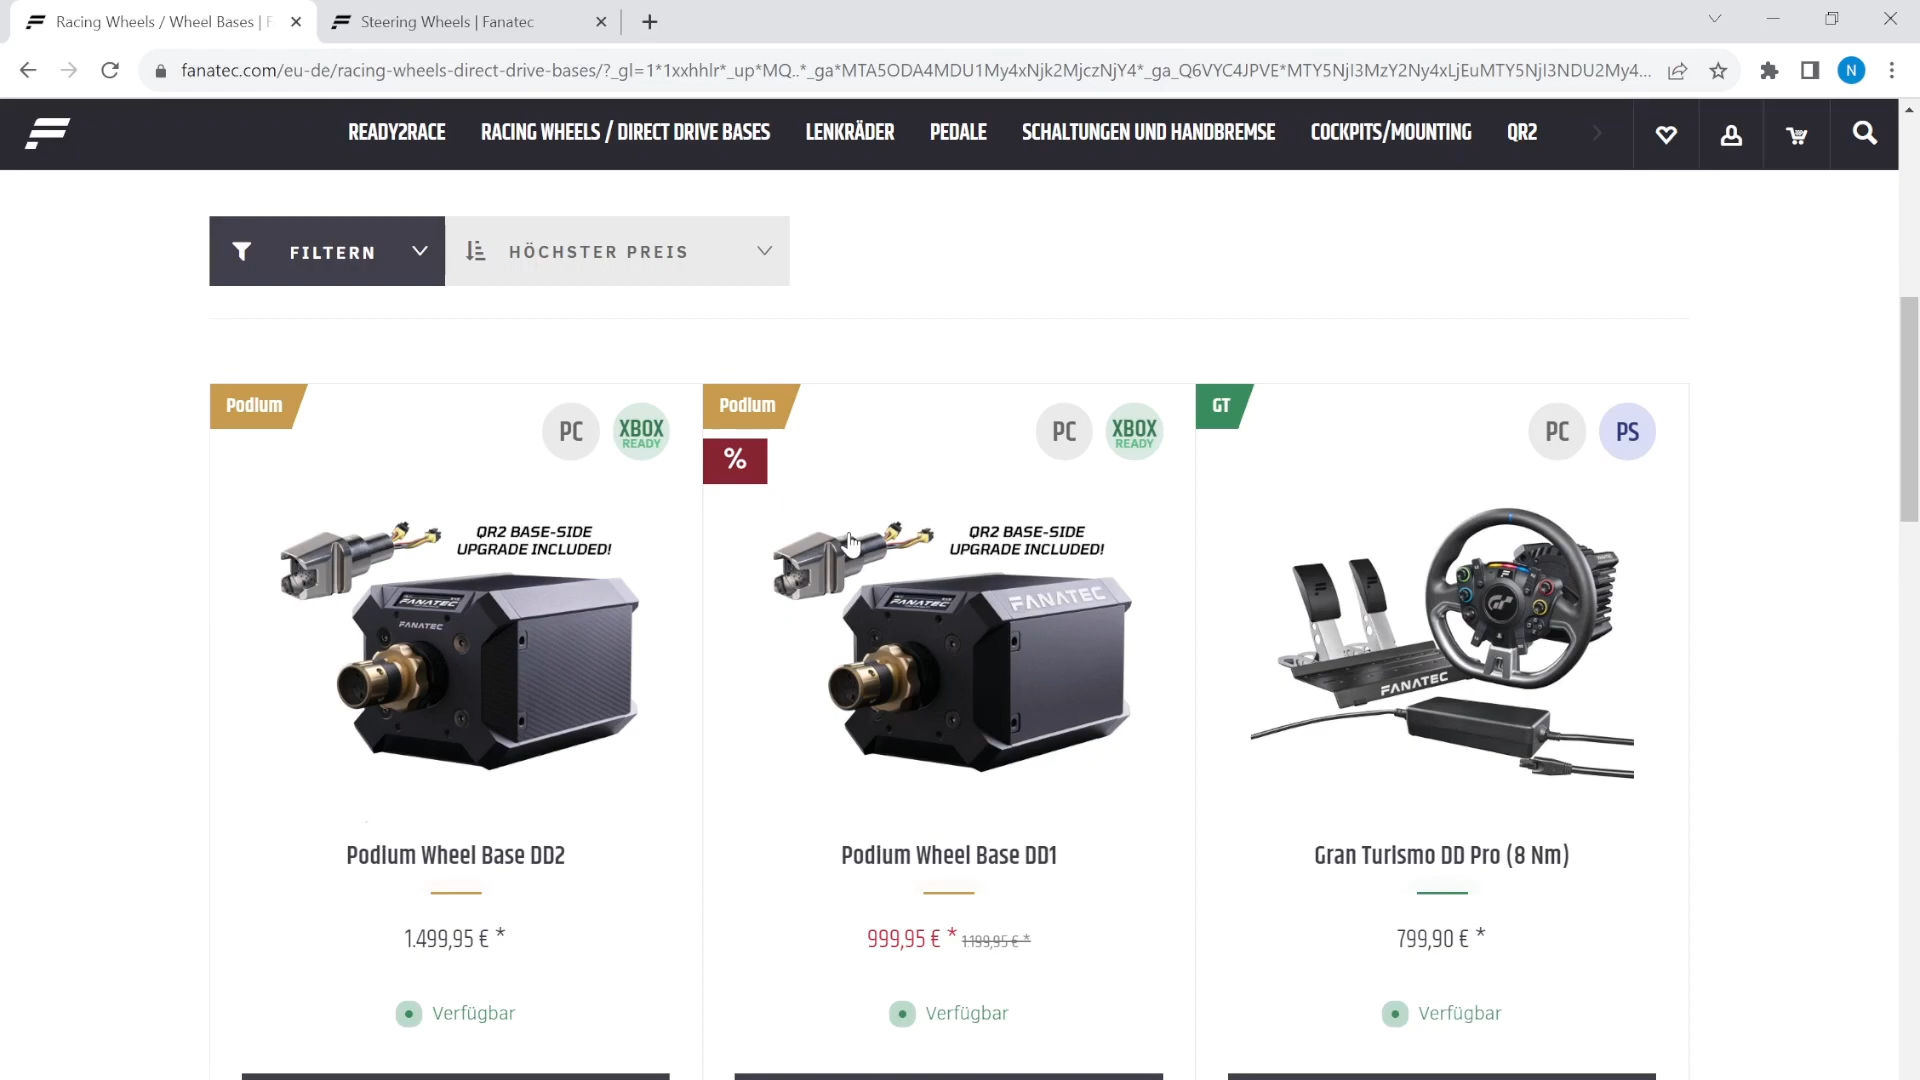 Racing Wheels / Wheel Bases | F
Steering Wheels | Fanatec
fanatec.com/eu-de/racing-wheels-direct-drive-bases/?_gl=1*1xxhhlr*_up*MQ..*_ga*MTA5ODA4MDU1My4xNjk2MjczNjY4*_ga_Q6VYC4JPVE*MTY5NjI3MzY2Ny4xLjEuMTY5NjI3NDU2My4...
N
READY2RACE
RACING WHEELS / DIRECT DRIVE BASES
LENKRÄDER
PEDALE
SCHALTUNGEN UND HANDBREMSE
COCKPITS/MOUNTING
QR2
FILTERN
HÖCHSTER PREIS
Podium
PC
XBOX
READY
QR2 BASE-SIDE
UPGRADE INCLUDED!
FANATEC
FANATEC
Podium Wheel Base DD2
1.499,95 € *
Verfügbar
Podium
%
PC
XBOX
READY
QR2 BASE-SIDE
UPGRADE INCLUDED!
FANATEC
FANATEC
Podium Wheel Base DD1
999,95 € * 1.199,95 € *
Verfügbar
GT
PC
PS
FANATEC
Gran Turismo DD Pro (8 Nm)
799,90 € *
Verfügbar